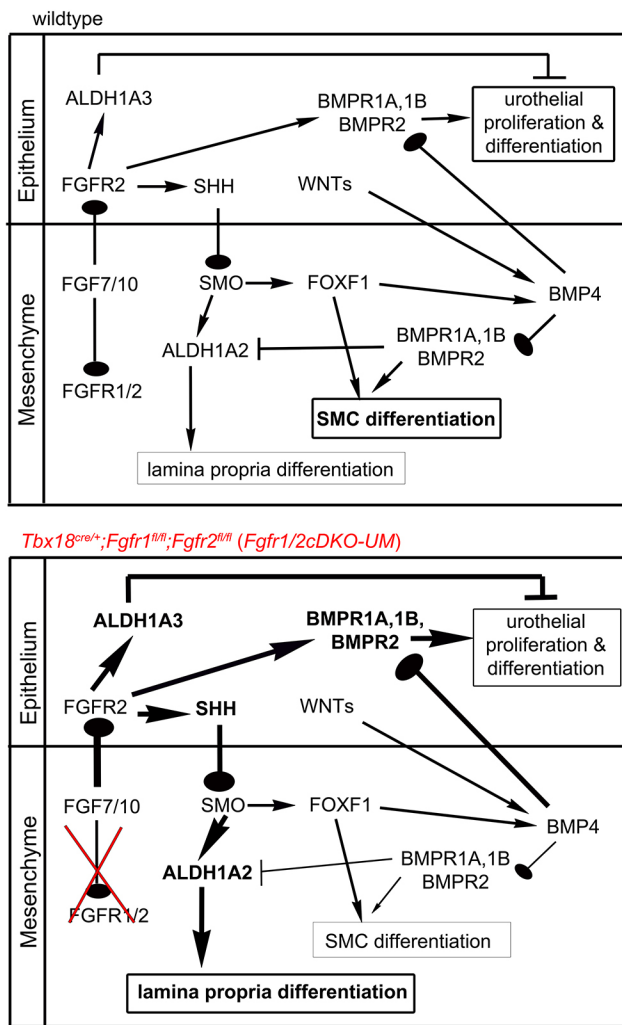 wildtype
Epithelium
ALDH1A3
BMPR1A,1B
BMPR2
urothelial
proliferation &
differentiation
FGFR2
SHH
WNTs
Mesenchyme
FGF7/10
SMO
FOXF1
BMP4
ALDH1A2
BMPR1A,1B
BMPR2
FGFR1/2
SMC differentiation
lamina propria differentiation
Tbx18cre/+;Fgfr1fl/fl;Fgfr2fl/fl (Fgfr1/2cDKO-UM)
Epithelium
ALDH1A3
BMPR1A,1B,
BMPR2
urothelial
proliferation &
differentiation
FGFR2
SHH
WNTs
Mesenchyme
FGF7/10
SMO
FOXF1
BMP4
ALDH1A2
BMPR1A,1B
BMPR2
FGFR1/2
SMC differentiation
lamina propria differentiation